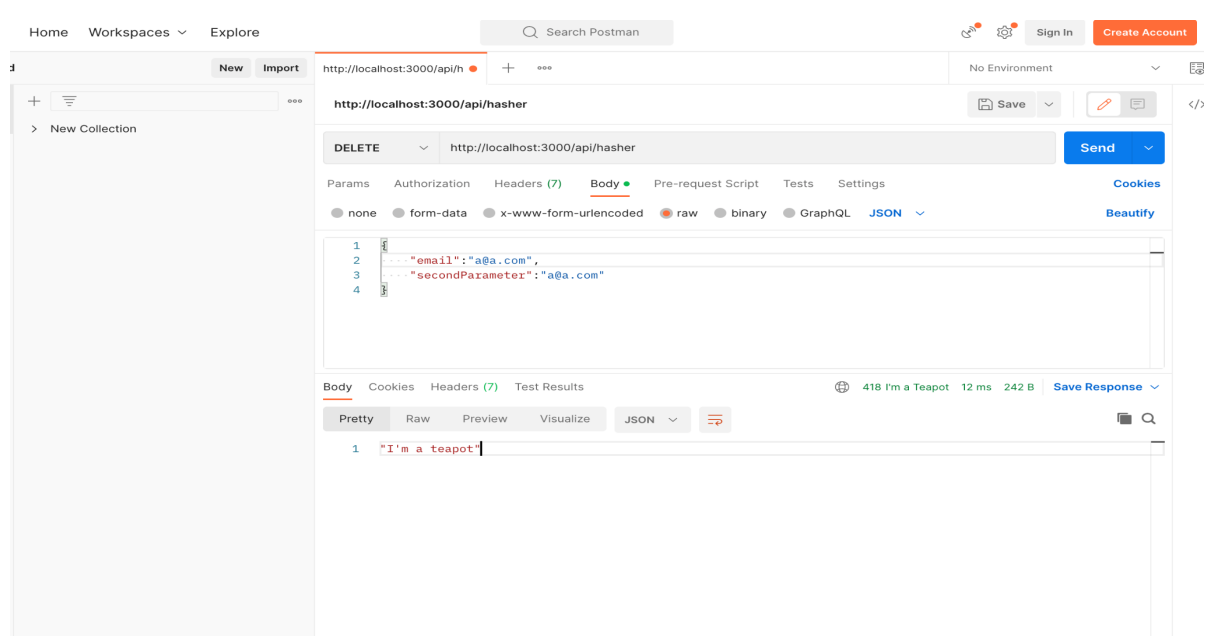 Home Workspaces Explore Search Postman Sign In Create Account
d New Import http://localhost:3000/api/h No Environment
http://localhost:3000/api/hasher Save
New Collection
DELETE http://localhost:3000/api/hasher Send
Params Authorization Headers (7) Body Pre-request Script Tests Settings Cookies
none form-data x-www-form-urlencoded raw binary GraphQL JSON Beautify
1 {
2 "email":"a@a.com",
3 "secondParameter":"a@a.com"
4 }
Body Cookies Headers (7) Test Results 418 I'm a Teapot 12 ms 242 B Save Response
Pretty Raw Preview Visualize JSON
1 "I'm a teapot"